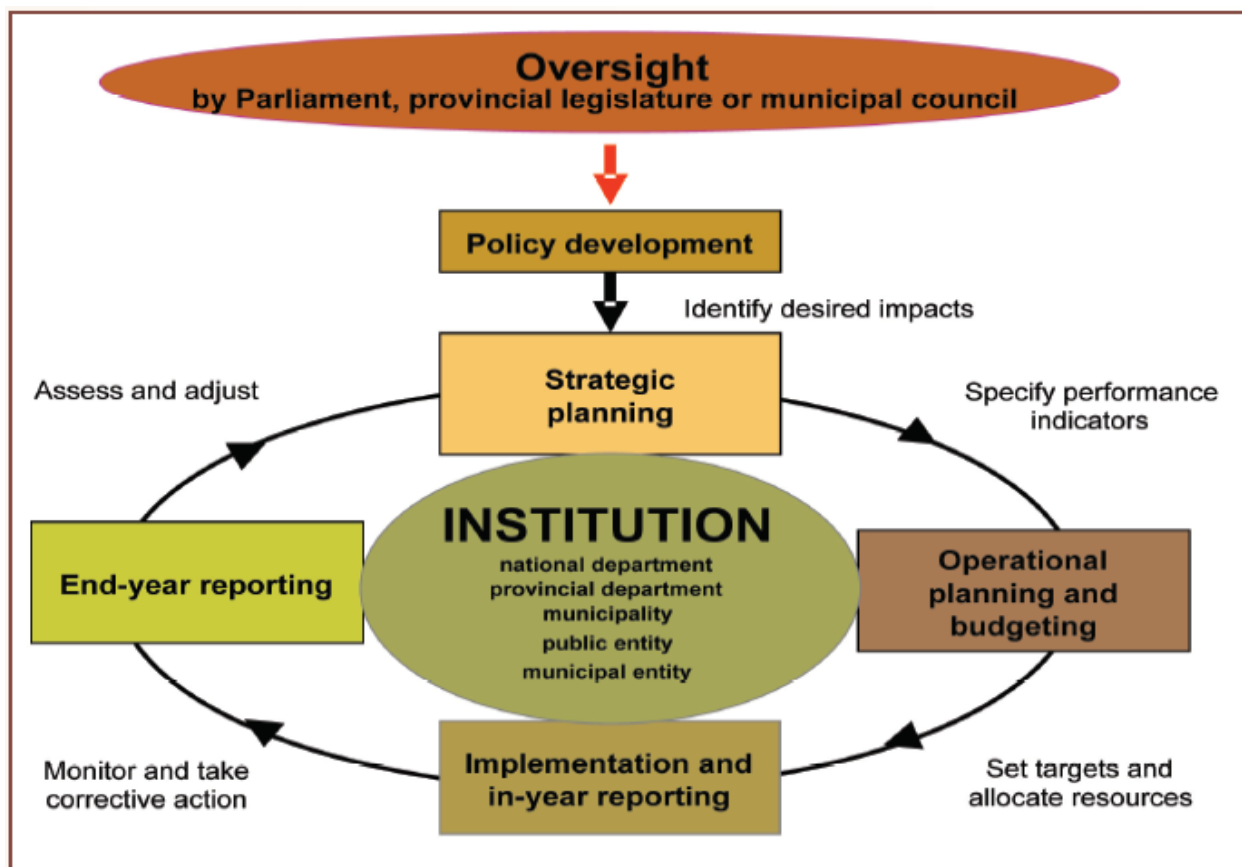 Oversight
by Parliament, provincial legislature or municipal council
Policy development
Identify desired impacts
Strategic
planning
Assess and adjust
Specify performance
indicators
INSTITUTION
national department
provincial department
municipality
public entity
municipal entity
End-year reporting
Operational
planning and
budgeting
Implementation and
in-year reporting
Monitor and take
corrective action
Set targets and
allocate resources